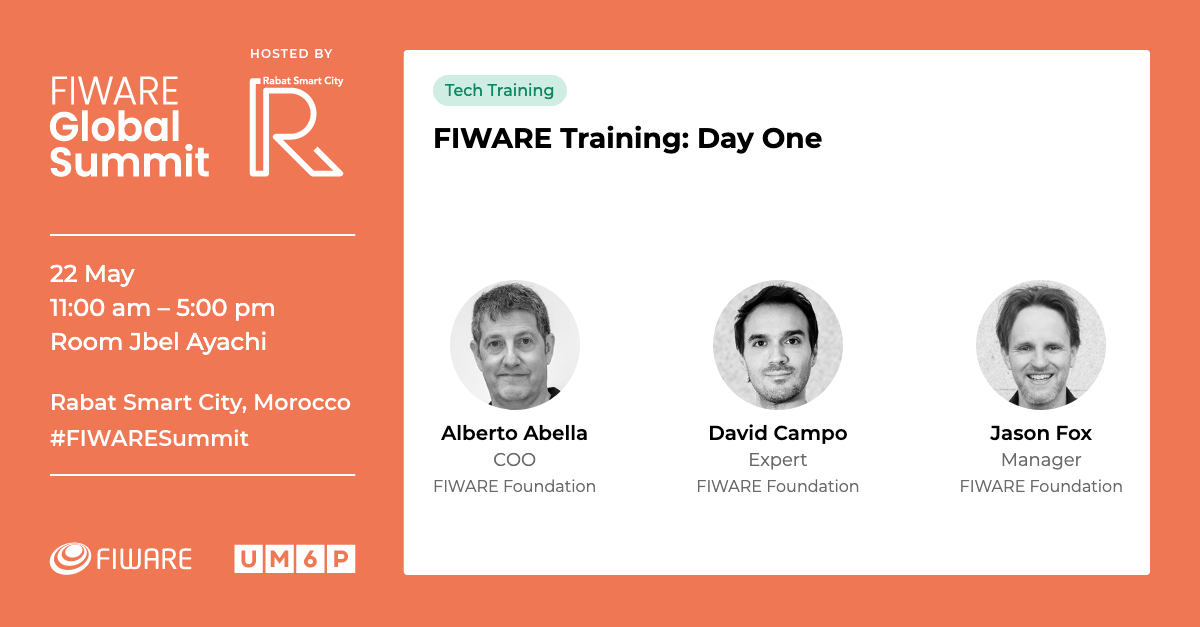 HOSTED BY
FIWARE
Global
Summit
Rabat Smart City
R
22 May
11:00 am – 5:00 pm
Room Jbel Ayachi
Rabat Smart City, Morocco
#FIWARESummit
FIWARE
UM6P
Tech Training
FIWARE Training: Day One
Alberto Abella
COO
FIWARE Foundation
David Campo
Expert
FIWARE Foundation
Jason Fox
Manager
FIWARE Foundation